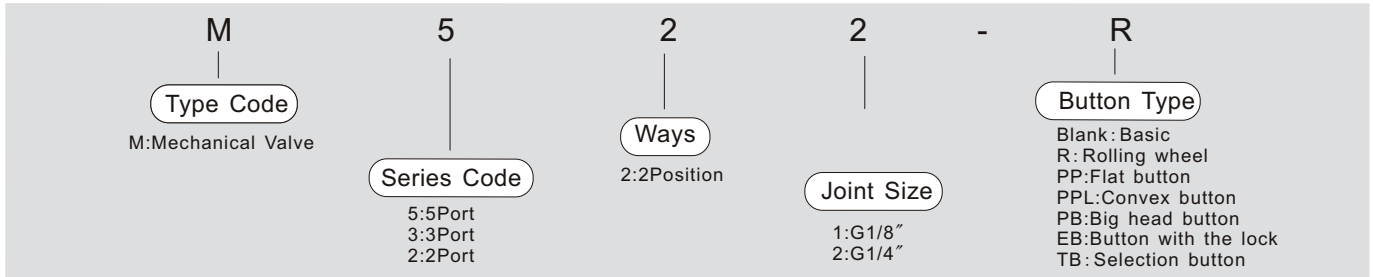 M 5 2 2 - R
Type Code
M:Mechanical Valve
Series Code
5:5Port
3:3Port
2:2Port
Ways
2:2Position
Joint Size
1:G1/8″
2:G1/4″
Button Type
Blank:Basic
R:Rolling wheel
PP:Flat button
PPL:Convex button
PB:Big head button
EB:Button with the lock
TB:Selection button